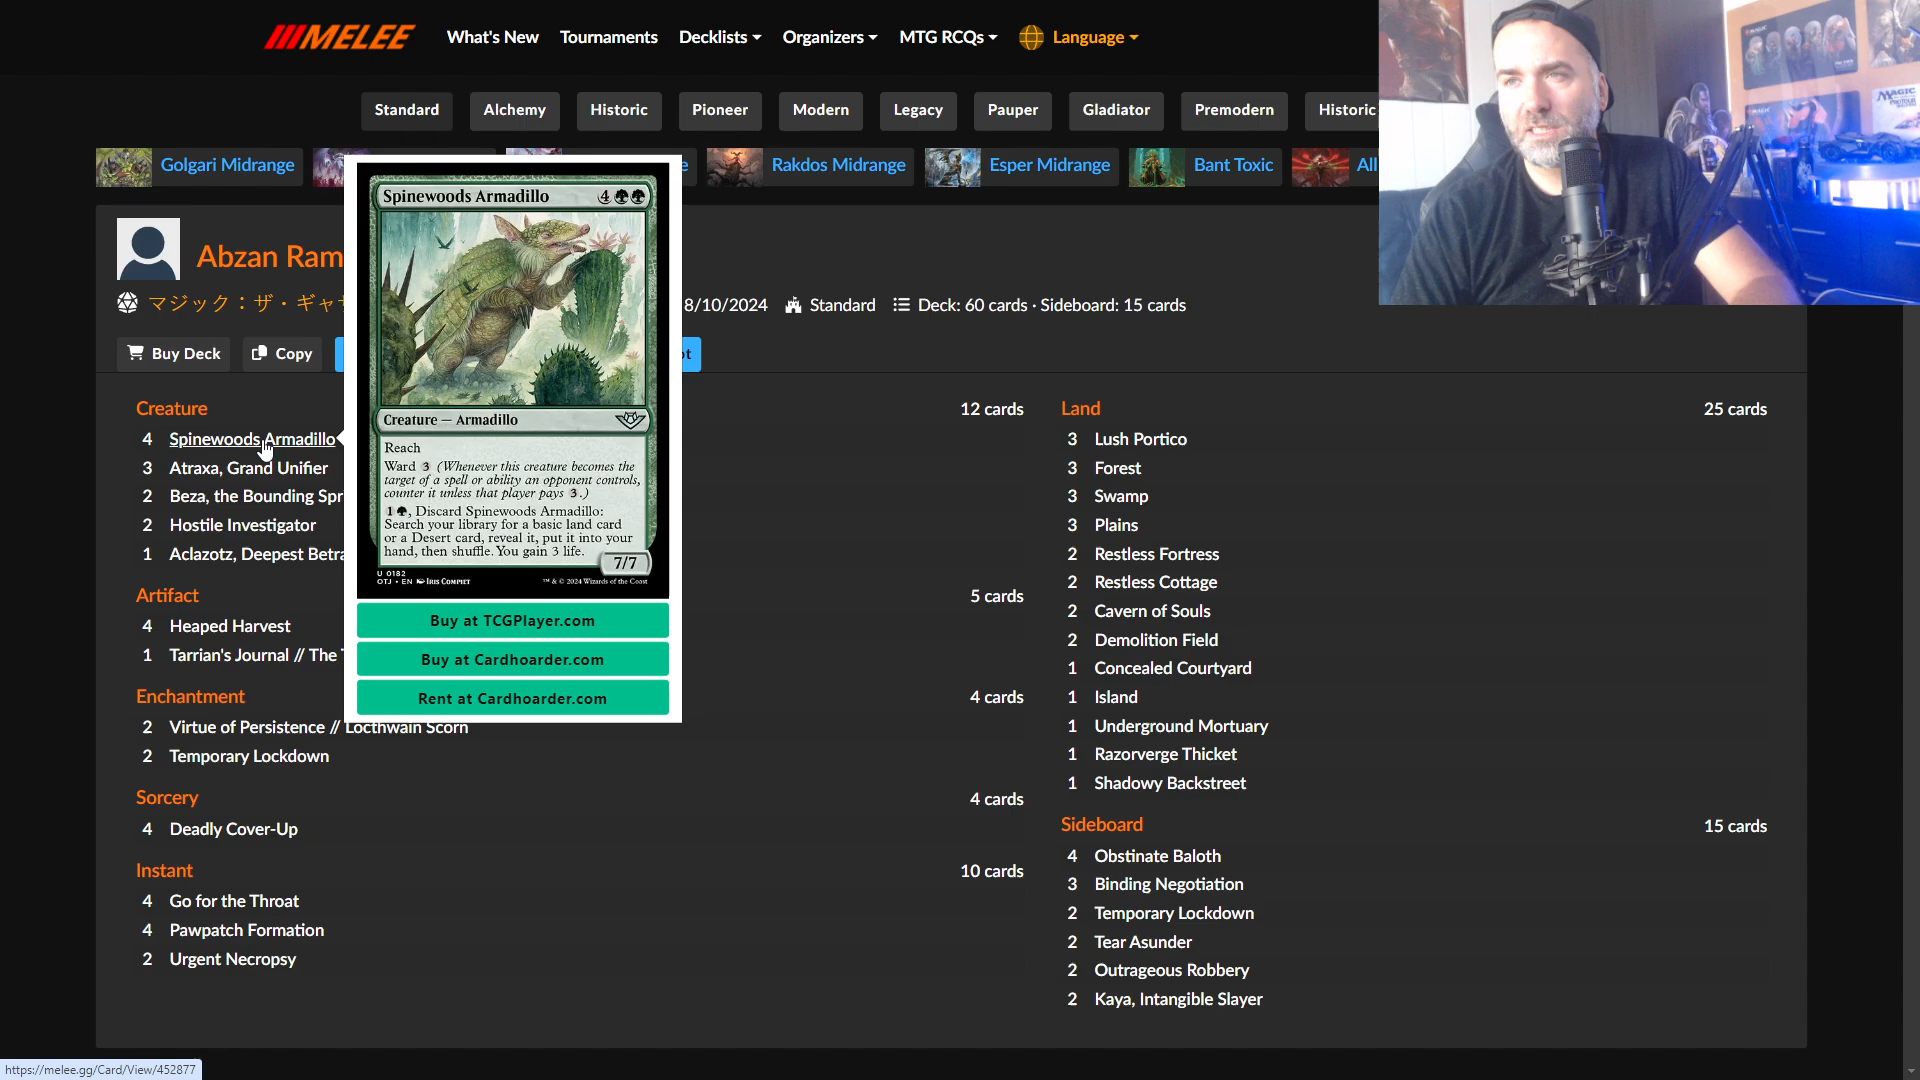 MELEE
What's New
Tournaments
Decklists
Organizers
MTG RCQs
Language
Standard
Alchemy
Historic
Pioneer
Modern
Legacy
Pauper
Gladiator
Premodern
Historic
Golgari Midrange
Rakdos Midrange
Esper Midrange
Bant Toxic
All
Abzan Ram
マジック：ザ・ギャ
8/10/2024
Standard
Deck: 60 cards · Sideboard: 15 cards
Buy Deck
Copy
Spinewoods Armadillo 4
Creature — Armadillo
Reach
Ward 3 (Whenever this creature becomes the
target of a spell or ability an opponent controls,
counter it unless that player pays 3.)
1, Discard Spinewoods Armadillo:
Search your library for a basic land card
or a Desert card, reveal it, put it into your
hand, then shuffle. You gain 3 life.
7/7
U 0182
OTJ • EN Iris Compiet
™ & © 2024 Wizards of the Coast
Buy at TCGPlayer.com
Buy at Cardhoarder.com
Rent at Cardhoarder.com
Creature 12 cards
4 Spinewoods Armadillo
3 Atraxa, Grand Unifier
2 Beza, the Bounding Spr
2 Hostile Investigator
1 Aclazotz, Deepest Betra
Artifact 5 cards
4 Heaped Harvest
1 Tarrian's Journal // The
Enchantment 4 cards
2 Virtue of Persistence // Locthwain Scorn
2 Temporary Lockdown
Sorcery 4 cards
4 Deadly Cover-Up
Instant 10 cards
4 Go for the Throat
4 Pawpatch Formation
2 Urgent Necropsy
Land 25 cards
3 Lush Portico
3 Forest
3 Swamp
3 Plains
2 Restless Fortress
2 Restless Cottage
2 Cavern of Souls
2 Demolition Field
1 Concealed Courtyard
1 Island
1 Underground Mortuary
1 Razorverge Thicket
1 Shadowy Backstreet
Sideboard 15 cards
4 Obstinate Baloth
3 Binding Negotiation
2 Temporary Lockdown
2 Tear Asunder
2 Outrageous Robbery
2 Kaya, Intangible Slayer
https://melee.gg/Card/View/452877
MAGIC